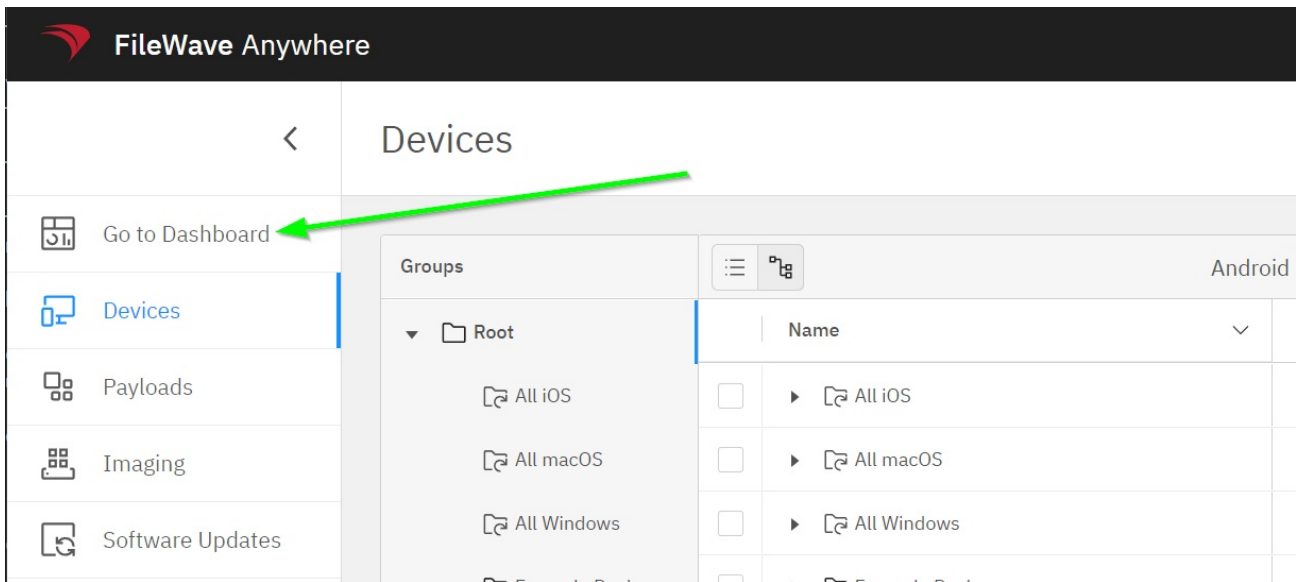 FileWave Anywhere
Devices
Go to Dashboard
Devices
Payloads
Imaging
Software Updates
Groups
Android
Root
Name
All iOS
All iOS
All macOS
All macOS
All Windows
All Windows